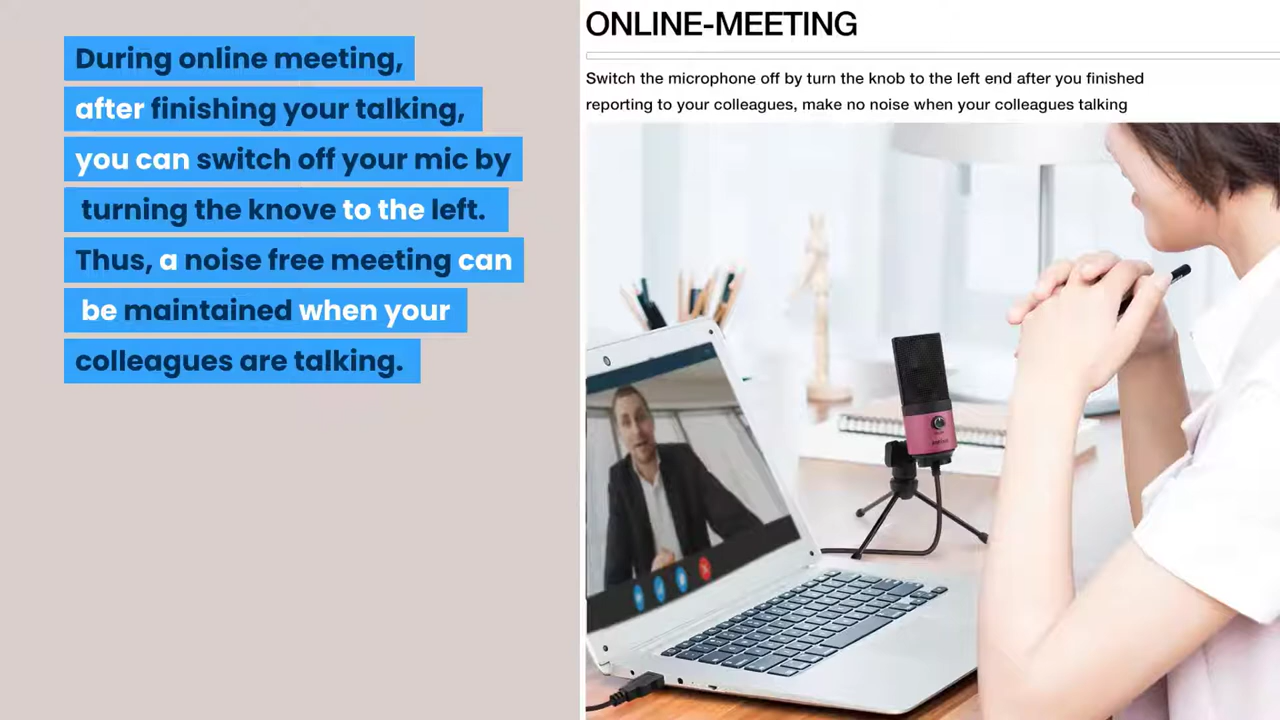 During online meeting,
after finishing your talking,
you can switch off your mic by
turning the knove to the left.
Thus, a noise free meeting can
be maintained when your
colleagues are talking.
ONLINE-MEETING
Switch the microphone off by turn the knob to the left end after you finished
reporting to your colleagues, make no noise when your colleagues talking